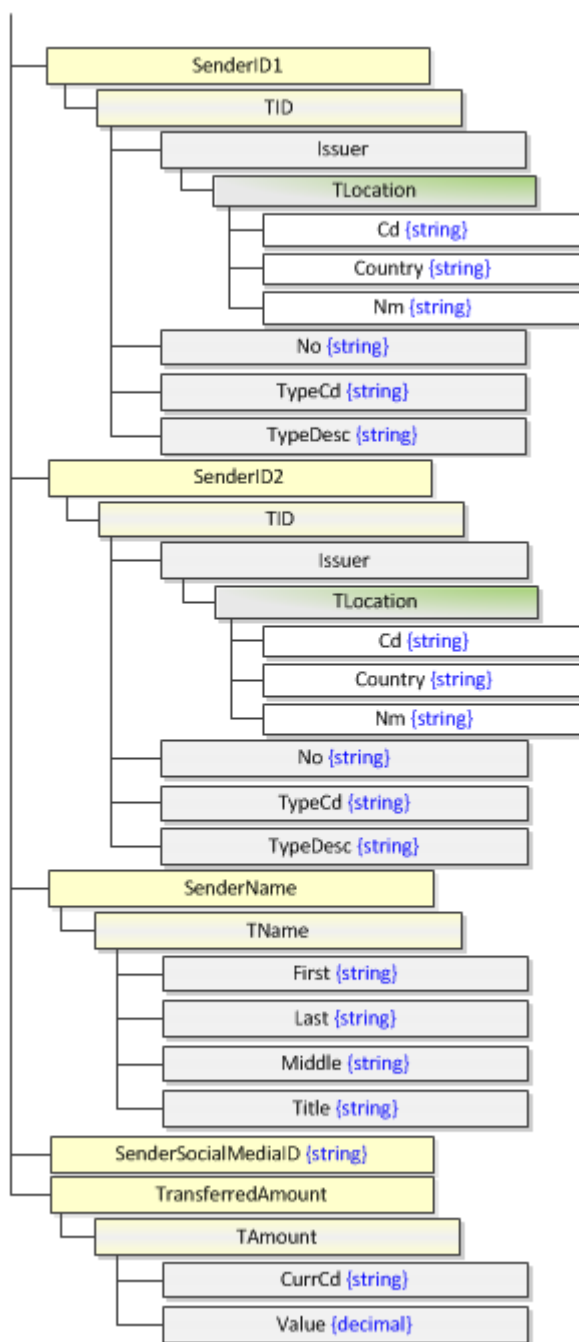 SenderID1
TID
Issuer
TLocation
Cd {string}
Country {string}
Nm {string}
No {string}
TypeCd {string}
TypeDesc {string}
SenderID2
TID
Issuer
TLocation
Cd {string}
Country {string}
Nm {string}
No {string}
TypeCd {string}
TypeDesc {string}
SenderName
TName
First {string}
Last {string}
Middle {string}
Title {string}
SenderSocialMediaID {string}
TransferredAmount
TAmount
CurrCd {string}
Value {decimal}